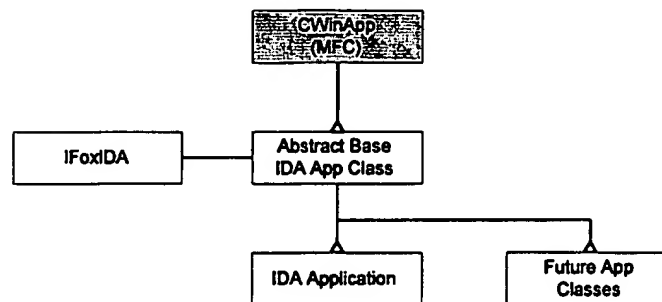 (CWinApp
(MFC)
IFoxIDA
Abstract Base
IDA App Class
IDA Application
Future App
Classes